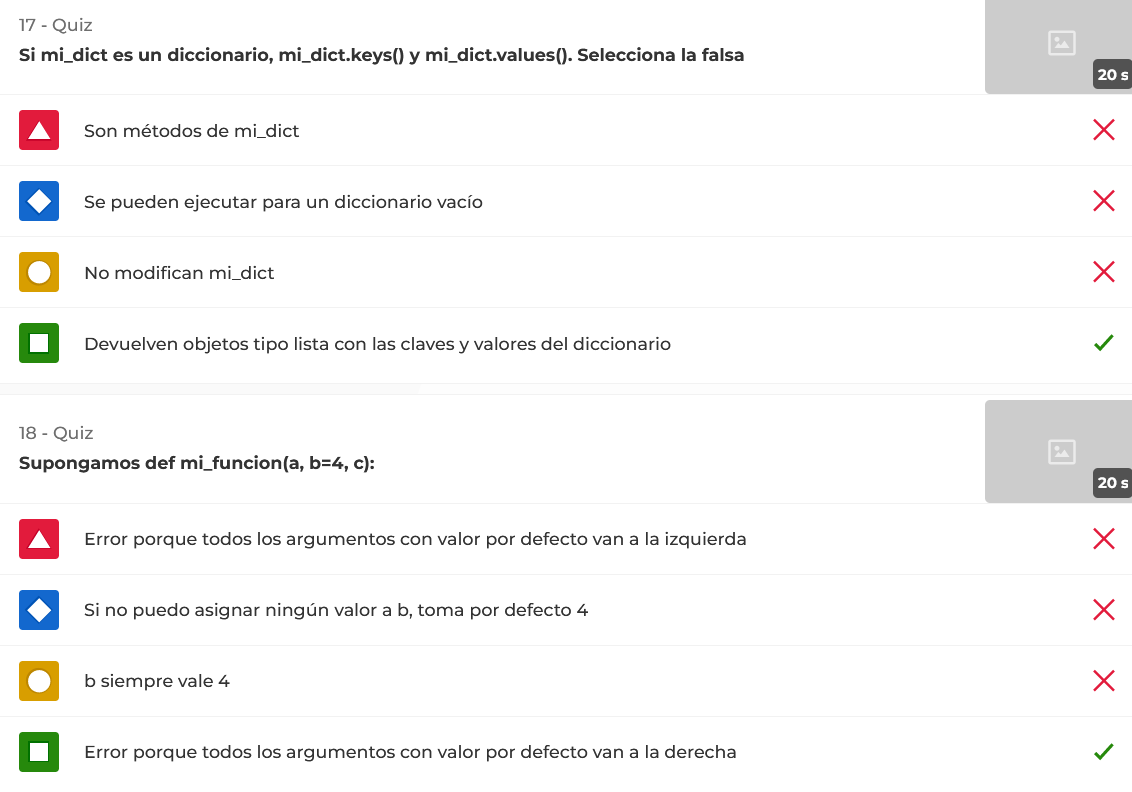 17 - Quiz
Si mi_dict es un diccionario, mi_dict.keys() y mi_dict.values(). Selecciona la falsa
20 s
Son métodos de mi_dict
Se pueden ejecutar para un diccionario vacío
No modifican mi_dict
Devuelven objetos tipo lista con las claves y valores del diccionario
18 - Quiz
Supongamos def mi_funcion(a, b=4, c):
20 s
Error porque todos los argumentos con valor por defecto van a la izquierda
Si no puedo asignar ningún valor a b, toma por defecto 4
b siempre vale 4
Error porque todos los argumentos con valor por defecto van a la derecha